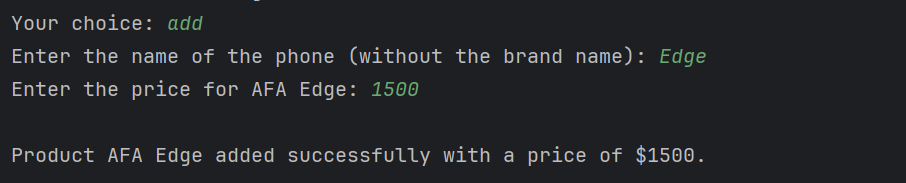 Your choice: add
Enter the name of the phone (without the brand name): Edge
Enter the price for AFA Edge: 1500
Product AFA Edge added successfully with a price of $1500.